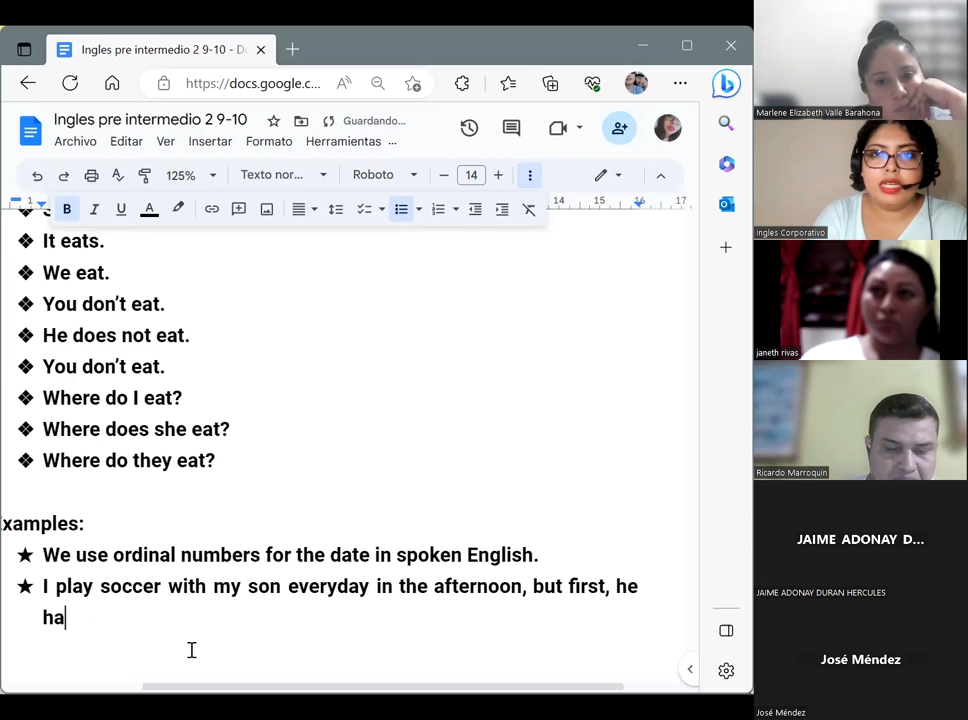 Ingles pre intermedio 2 9-10 - D
https://docs.google.c...
Ingles pre intermedio 2 9-10
Guardando...
Archivo Editar Ver Insertar Formato Herramientas ...
125% Texto nor... Roboto 14
B I U A
1 14 15 16 17
It eats.
We eat.
You don't eat.
He does not eat.
You don't eat.
Where do I eat?
Where does she eat?
Where do they eat?
xamples:
★ We use ordinal numbers for the date in spoken English.
★ I play soccer with my son everyday in the afternoon, but first, he
ha
Marlene Elizabeth Valle Barahona
Ingles Corporativo
janeth rivas
Ricardo Marroquin
JAIME ADONAY D...
JAIME ADONAY DURAN HERCULES
José Méndez
José Méndez